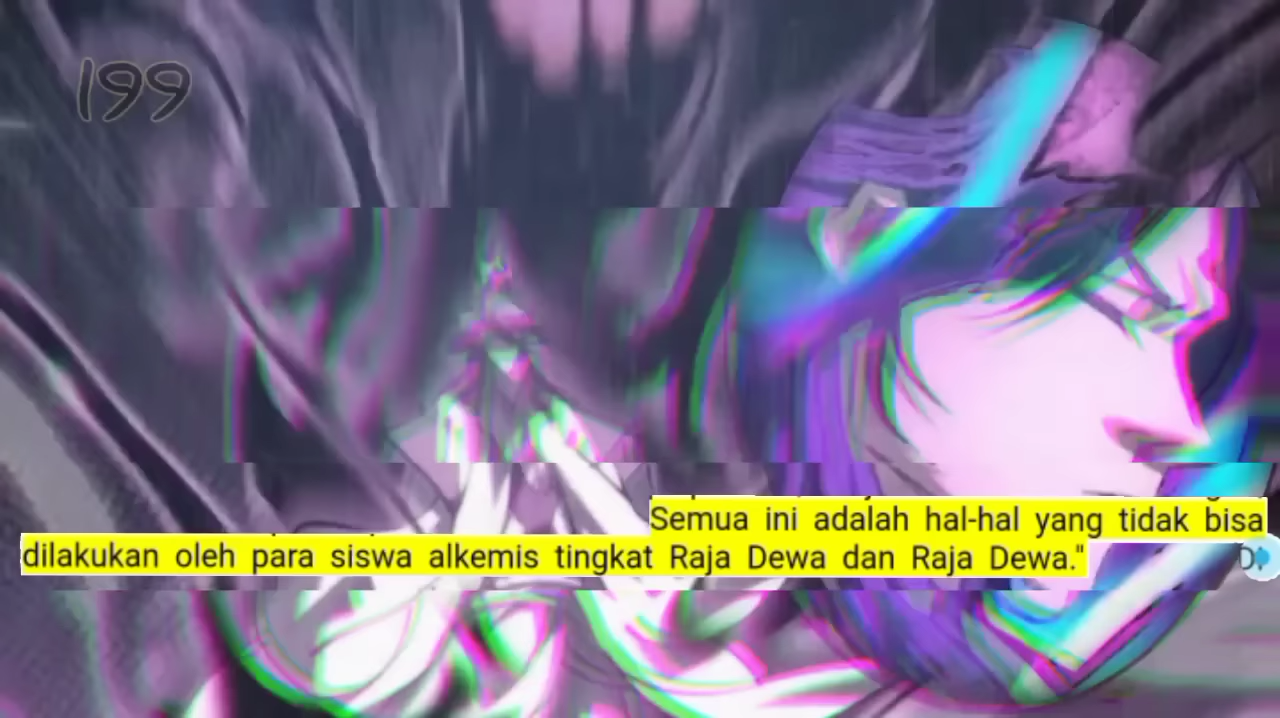 199
Semua ini adalah hal-hal yang tidak bisa
dilakukan oleh para siswa alkemis tingkat Raja Dewa dan Raja Dewa."